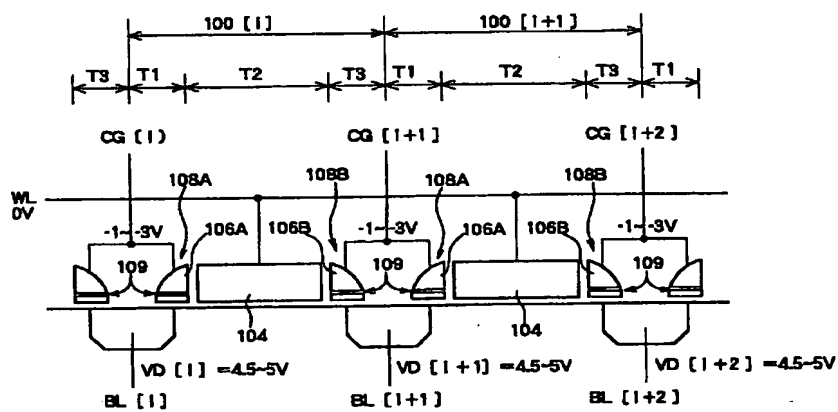 100 [i] 100 [i+1]
T3 T1 T2 T3 T1 T2 T3 T1
CG [i) CG [i+1] CG [i+2]
108A 108B 108A 108B
WL
0V
-1~-3V 106A 106B -1~-3V 106A 106B -1~-3V
109 109 109
104 104
VD [i] =4.5~5V VD [i+1] =4.5~5V VD [i+2] =4.5~5V
BL [i] BL [i+1] BL [i+2]